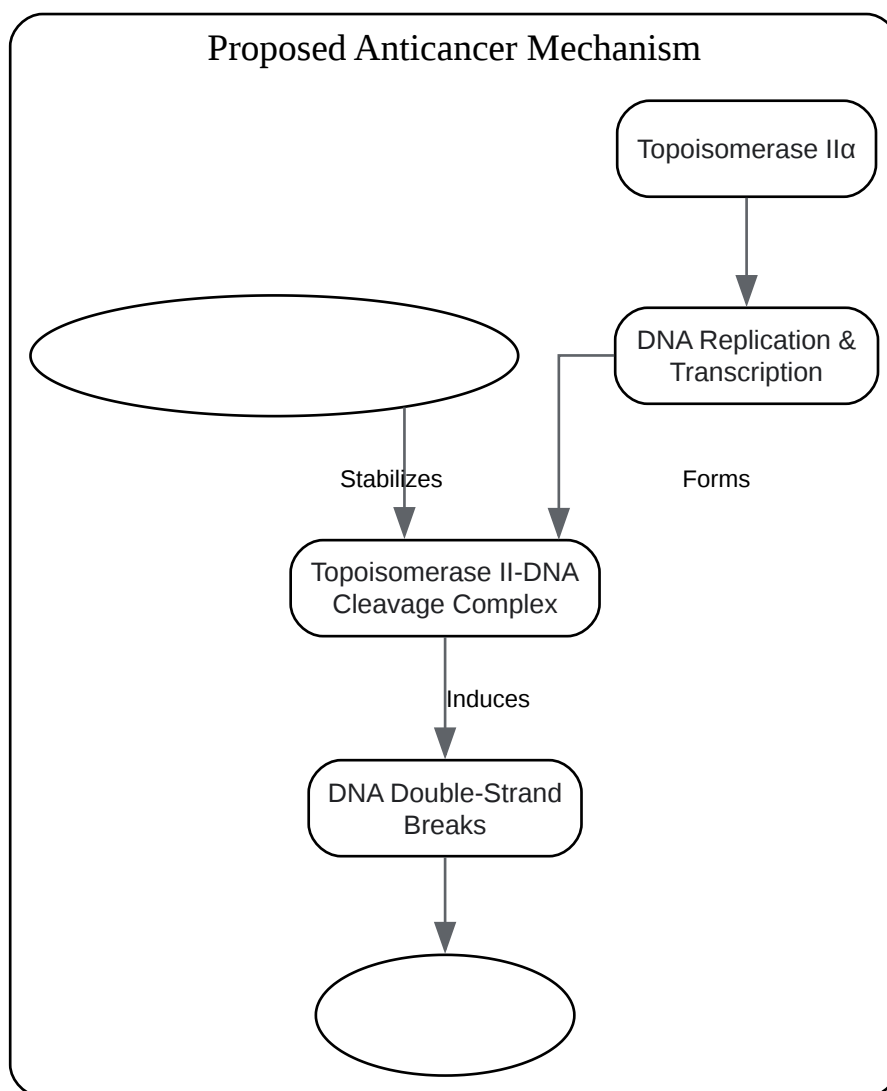 Proposed Anticancer Mechanism
Topoisomerase IIα
DNA Replication &
Transcription
Stabilizes
Forms
Topoisomerase II-DNA
Cleavage Complex
Induces
DNA Double-Strand
Breaks